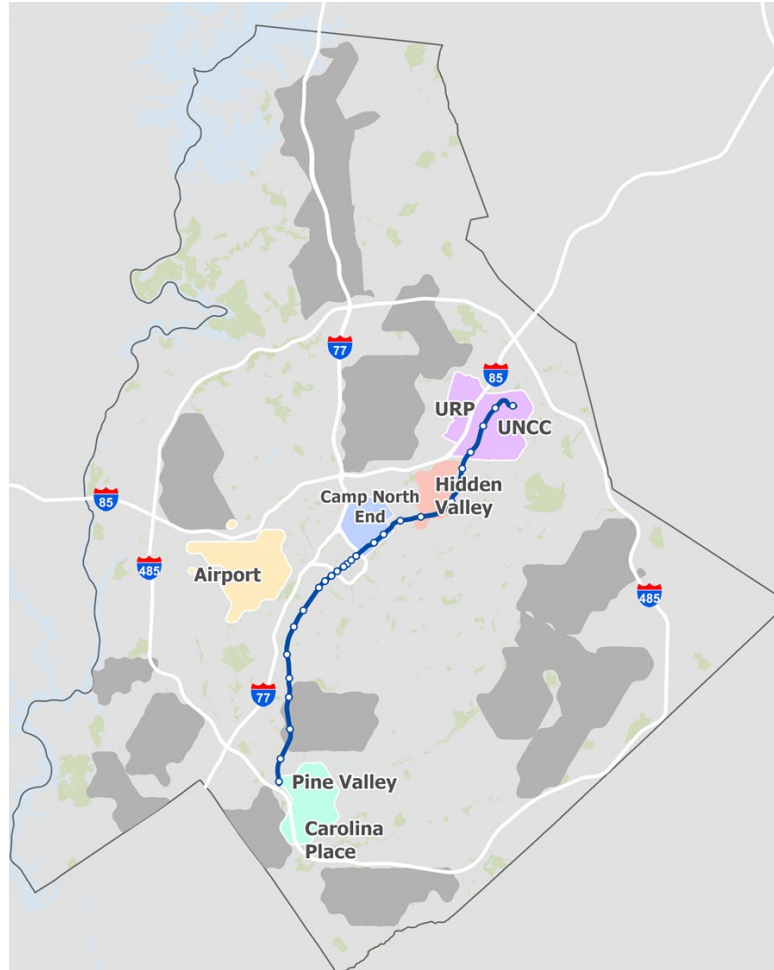 77
85
URP
UNCC
Hidden
Valley
Camp North
End
85
Airport
485
485
77
Pine Valley
Carolina
Place